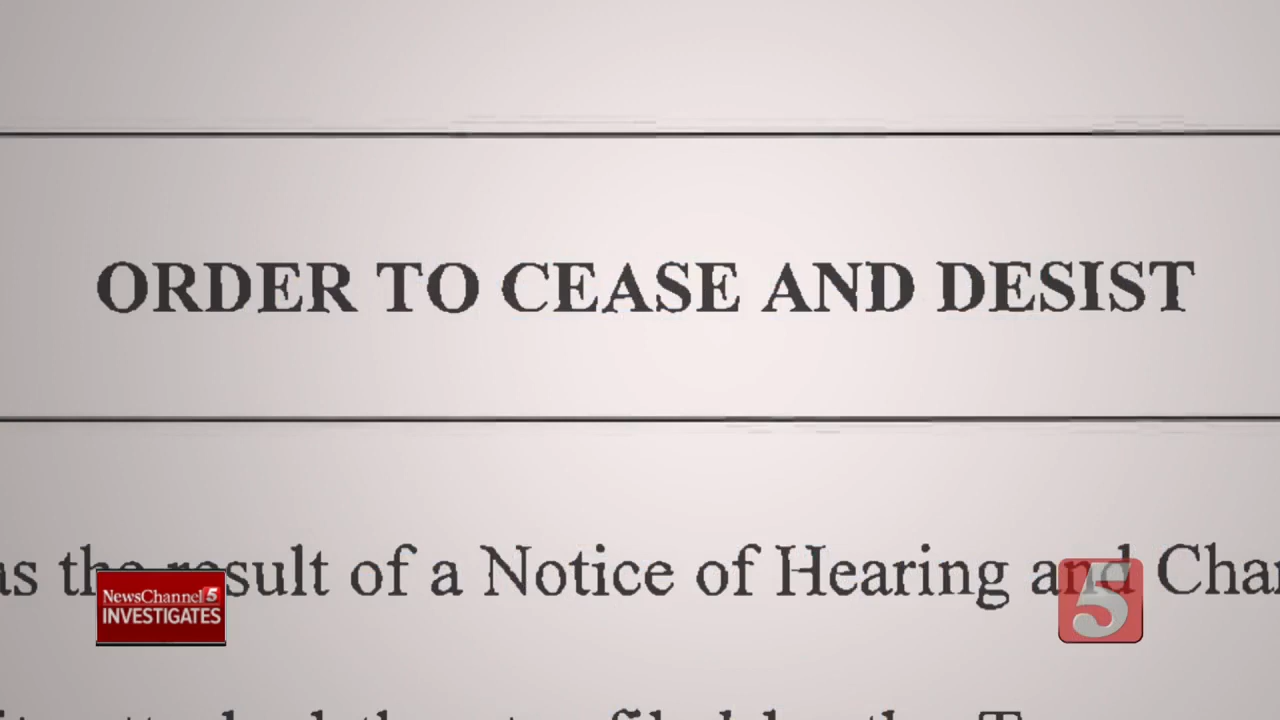 ORDER TO CEASE AND DESIST
as the result of a Notice of Hearing and Char
NewsChannel 5
INVESTIGATES
5